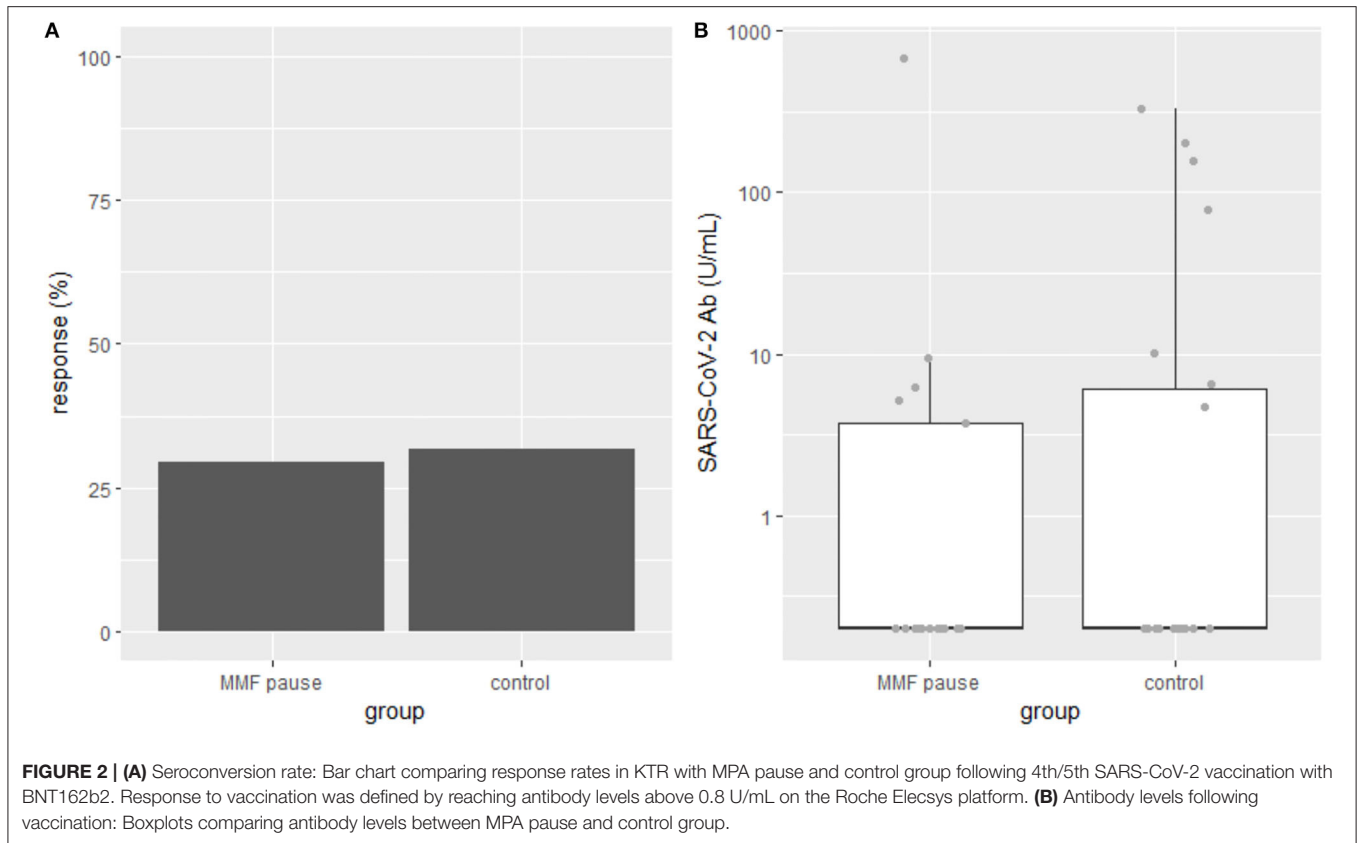 A
100
75
50
25
0
response (%)
MMF pause
control
group
B
1000
100
10
1
SARS-CoV-2 Ab (U/mL)
MMF pause
control
group
FIGURE 2 | (A) Seroconversion rate: Bar chart comparing response rates in KTR with MPA pause and control group following 4th/5th SARS-CoV-2 vaccination with
BNT162b2. Response to vaccination was defined by reaching antibody levels above 0.8 U/mL on the Roche Elecsys platform. (B) Antibody levels following
vaccination: Boxplots comparing antibody levels between MPA pause and control group.